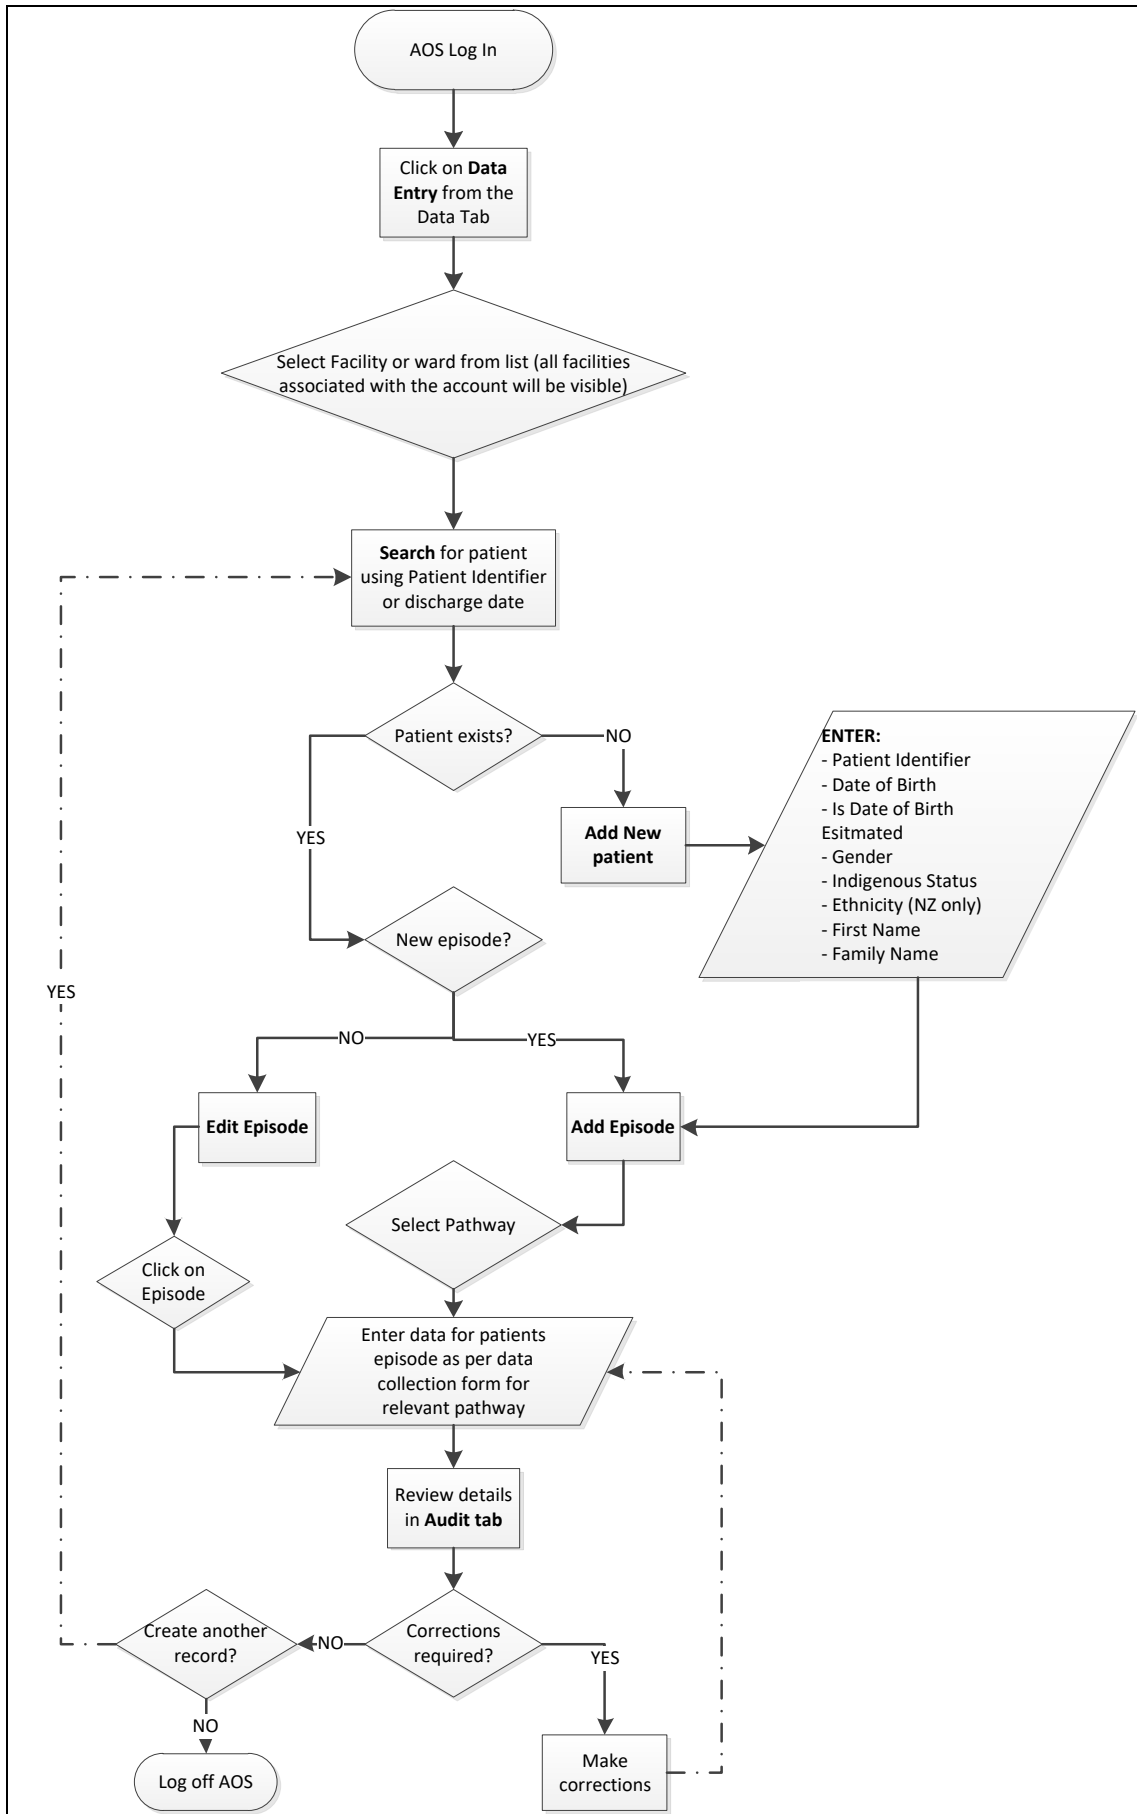 AOS Log In
Click on Data
Entry from the
Data Tab
Select Facility or ward from list (all facilities
associated with the account will be visible)
Search for patient
using Patient Identifier
or discharge date
Patient exists?
NO
YES
Add New
patient
ENTER:
- Patient Identifier
- Date of Birth
- Is Date of Birth
Esitmated
- Gender
- Indigenous Status
- Ethnicity (NZ only)
- First Name
- Family Name
New episode?
YES
NO
YES
Edit Episode
Add Episode
Select Pathway
Click on
Episode
Enter data for patients
episode as per data
collection form for
relevant pathway
Review details
in Audit tab
Create another
record?
NO
Corrections
required?
YES
NO
Make
corrections
Log off AOS